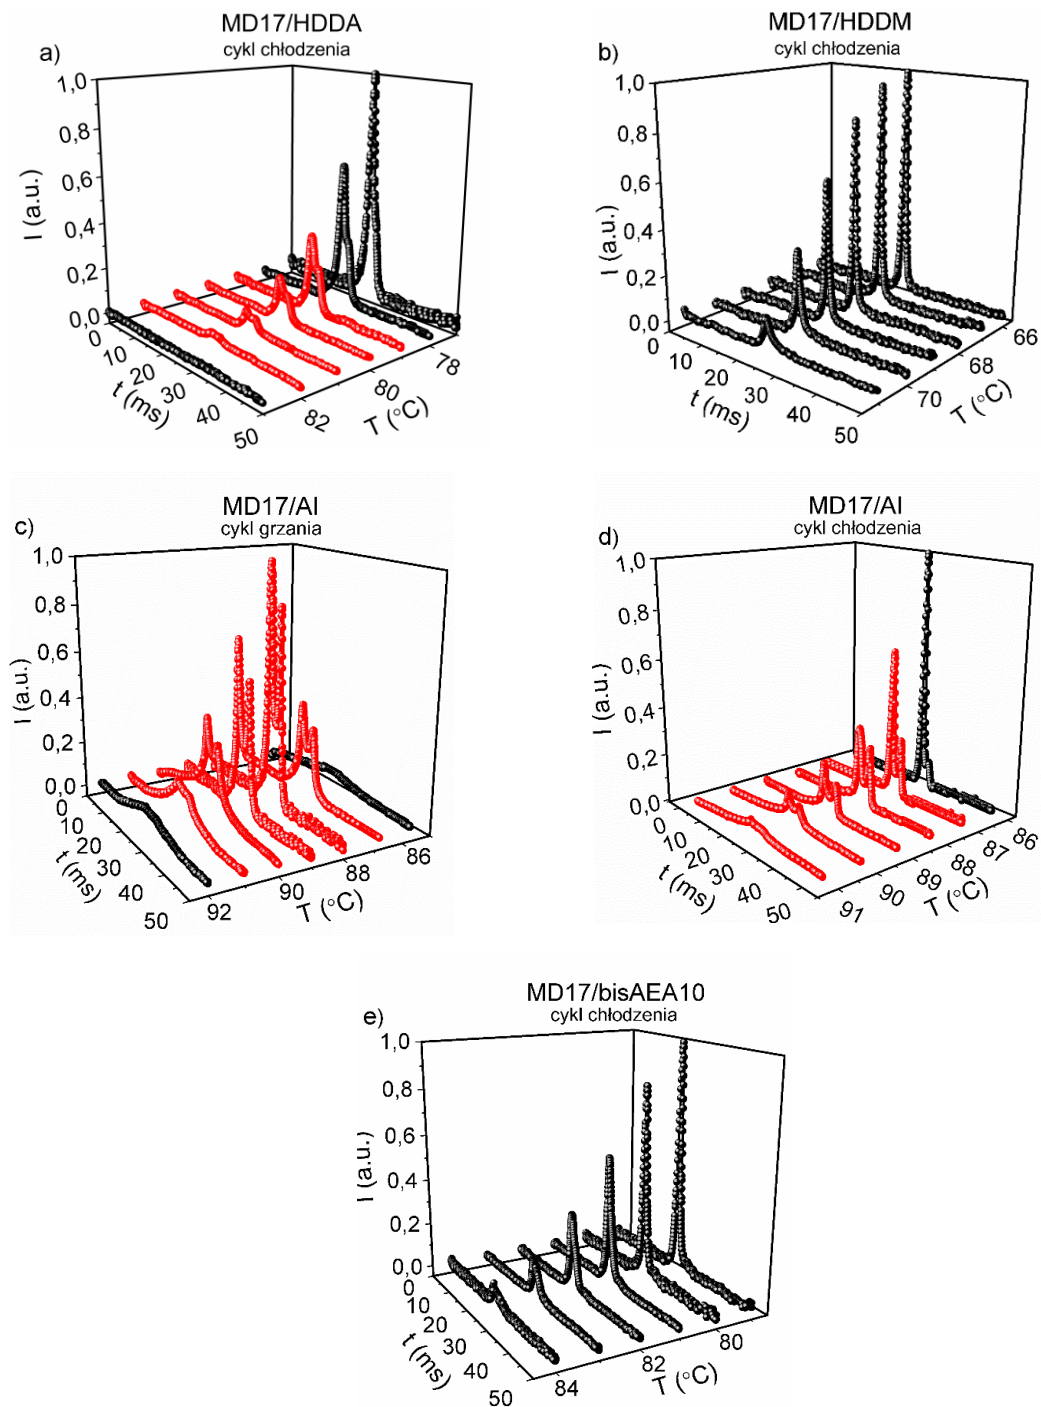 MD17/HDDA
cykl chłodzenia
a)
1,0
0,8
0,6
0,4
0,2
0,0
I (a.u.)
0
10
20
30
40
50
t (ms)
82
80
78
T (°C)
MD17/HDDM
cykl chłodzenia
b)
1,0
0,8
0,6
0,4
0,2
0,0
I (a.u.)
0
10
20
30
40
50
t (ms)
70
68
66
T (°C)
MD17/AI
cykl grzania
c)
1,0
0,8
0,6
0,4
0,2
0,0
I (a.u.)
0
10
20
30
40
50
t (ms)
92
90
88
86
T (°C)
MD17/AI
cykl chłodzenia
d)
1,0
0,8
0,6
0,4
0,2
0,0
I (a.u.)
0
10
20
30
40
50
t (ms)
91
90
89
88
87
86
T (°C)
MD17/bisAEA10
cykl chłodzenia
e)
1,0
0,8
0,6
0,4
0,2
0,0
I (a.u.)
0
10
20
30
40
50
t (ms)
84
82
80
T (°C)